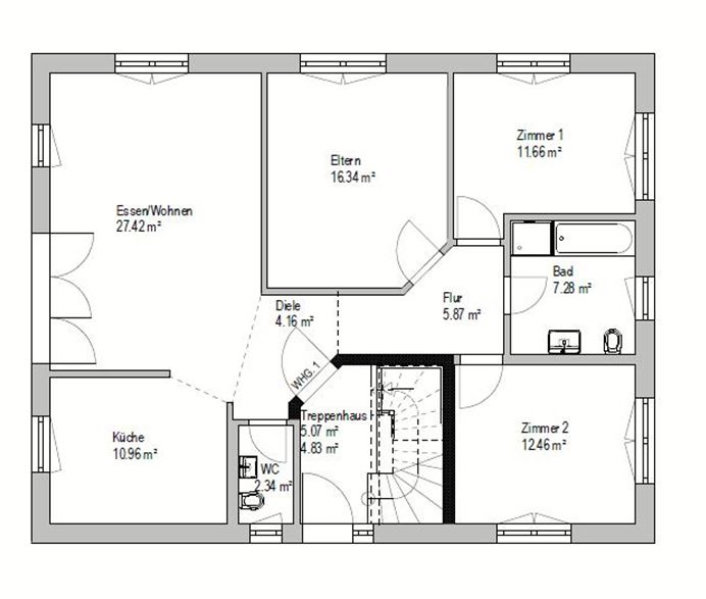 Zimmer 1
11.66 m²
Eltern
16.34 m²
Essen/Wohnen
27.42 m²
Bad
7.28 m²
Flur
5.87 m²
Diele
4.16 m²
WHG. 1
Treppenhaus
5.07 m²
4.83 m²
Zimmer 2
12.46 m²
Küche
10.96 m²
WC
2.34 m²